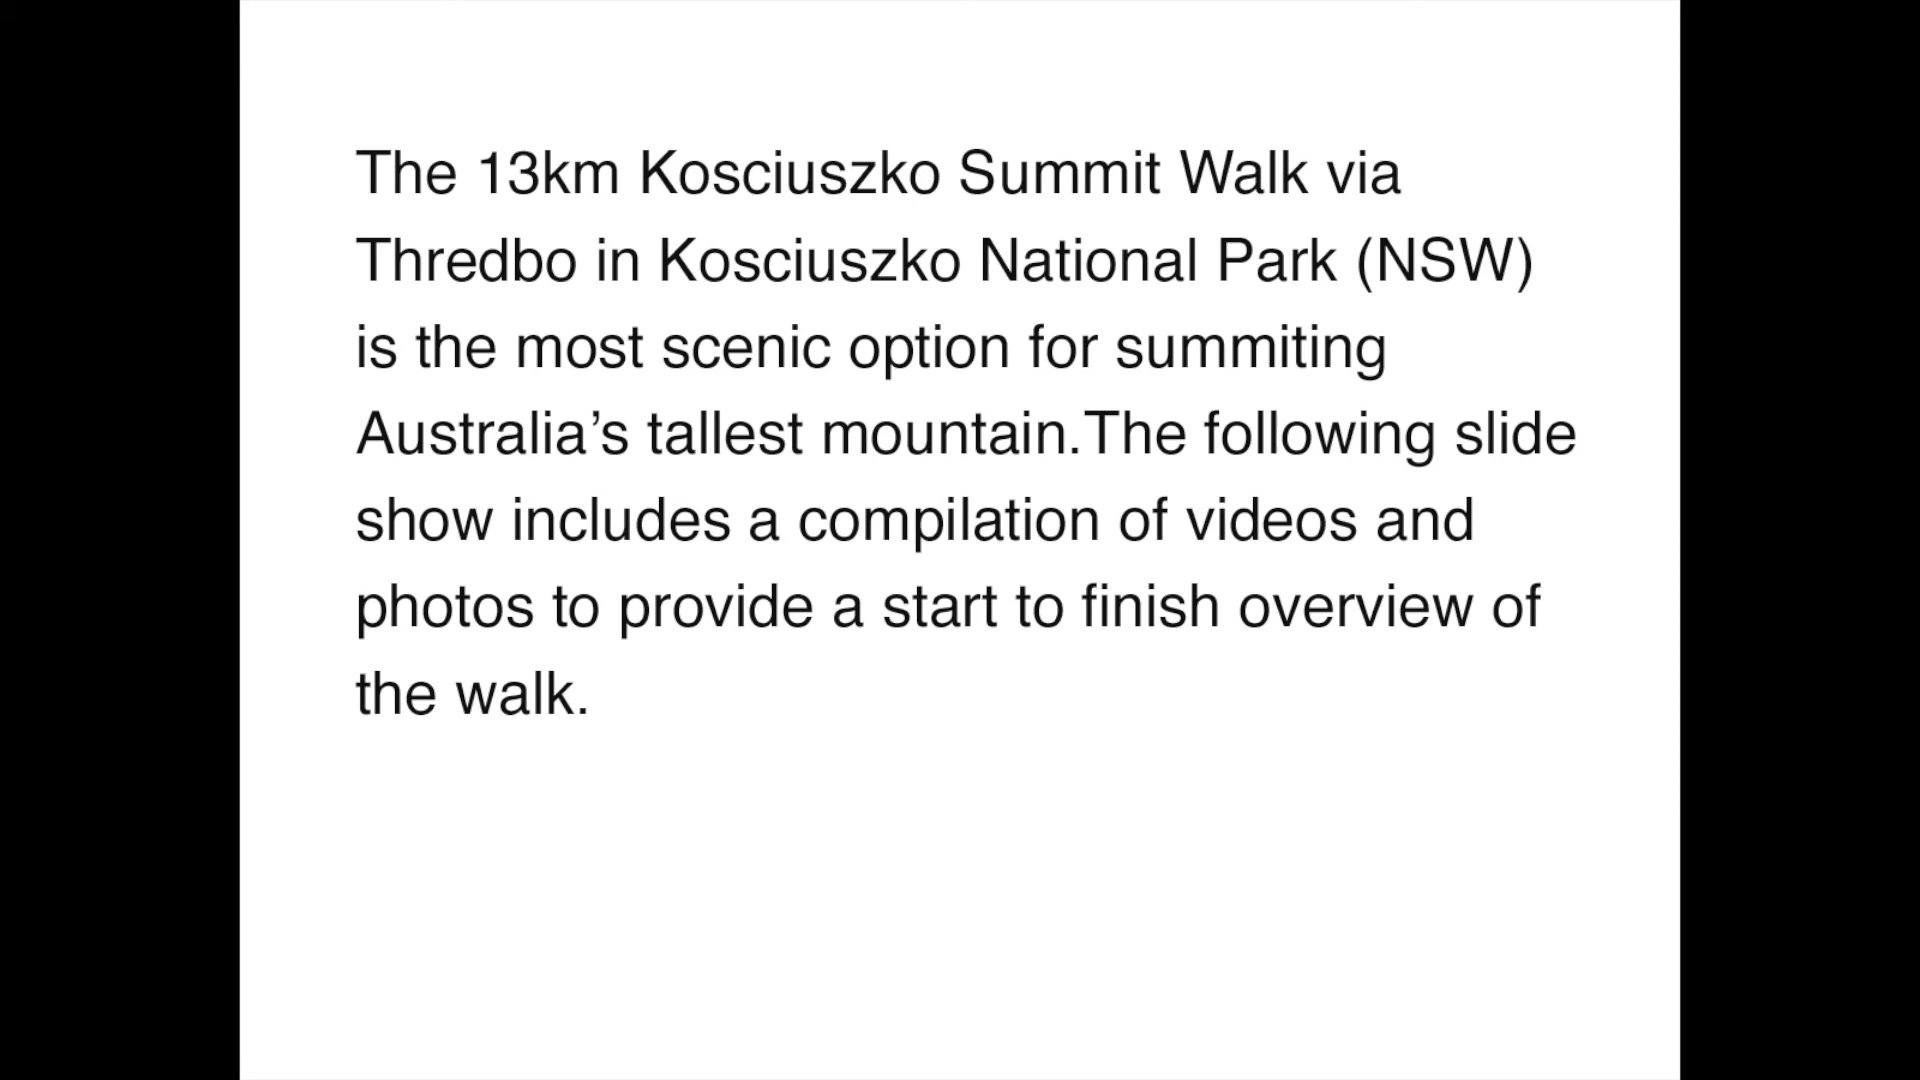 The 13km Kosciuszko Summit Walk via
Thredbo in Kosciuszko National Park (NSW)
is the most scenic option for summiting
Australia’s tallest mountain.The following slide
show includes a compilation of videos and
photos to provide a start to finish overview of
the walk.